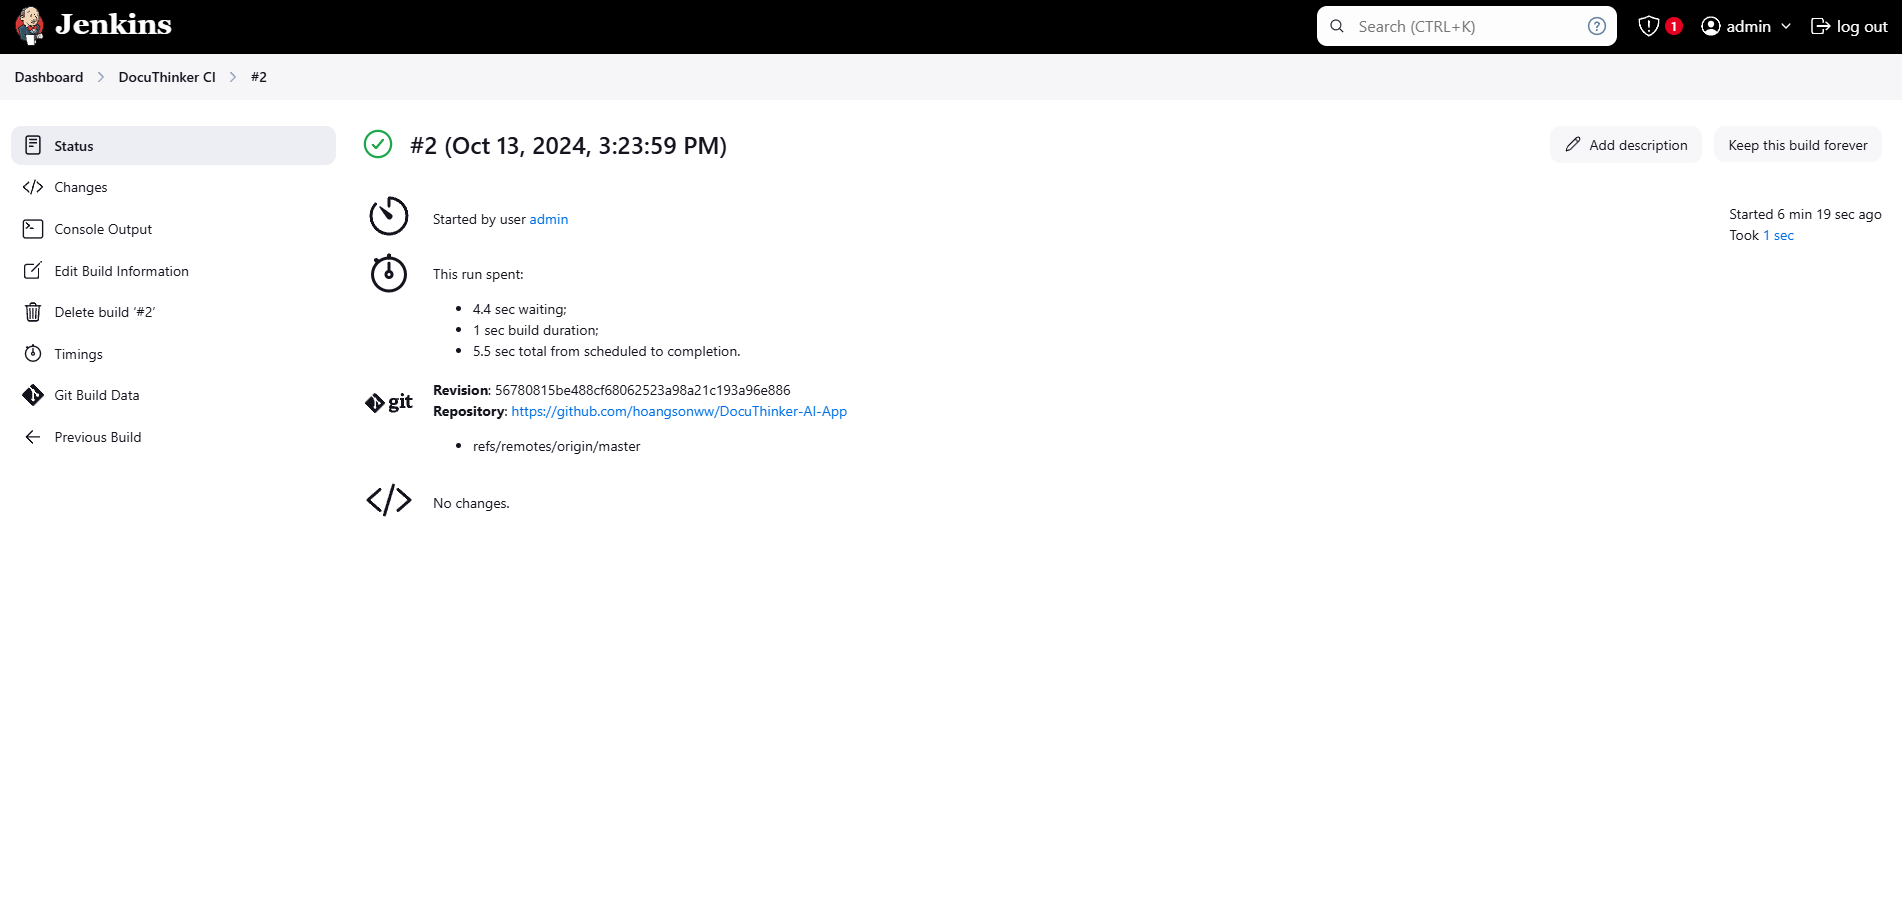 Jenkins
Search (CTRL+K)
1
admin
log out
Dashboard
DocuThinker CI
#2
Status
Changes
Console Output
Edit Build Information
Delete build ‘#2’
Timings
Git Build Data
Previous Build
#2 (Oct 13, 2024, 3:23:59 PM)
Add description
Keep this build forever
Started by user admin
Started 6 min 19 sec ago
Took 1 sec
This run spent:
4.4 sec waiting;
1 sec build duration;
5.5 sec total from scheduled to completion.
git
Revision: 56780815be488cf68062523a98a21c193a96e886
Repository: https://github.com/hoangsonww/DocuThinker-AI-App
refs/remotes/origin/master
No changes.